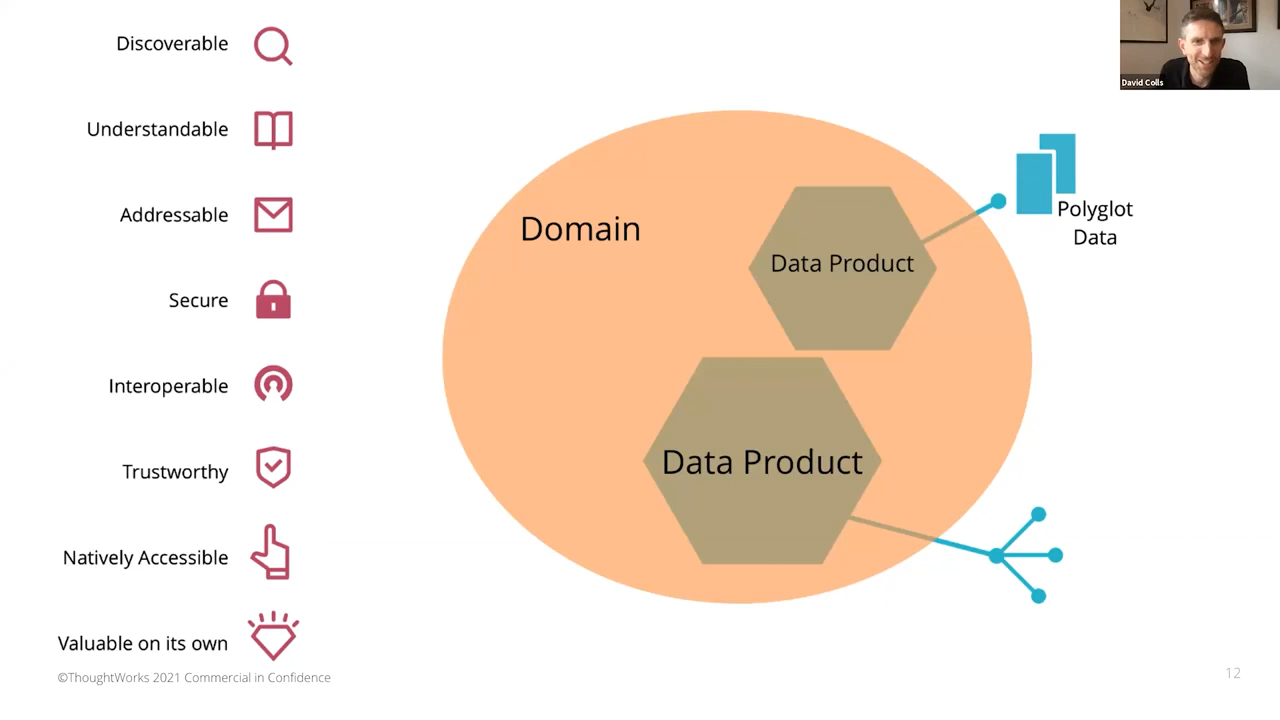 Discoverable
Understandable
Addressable
Secure
Interoperable
Trustworthy
Natively Accessible
Valuable on its own
Domain
Data Product
Data Product
Polyglot
Data
David Colls
©ThoughtWorks 2021 Commercial in Confidence
12